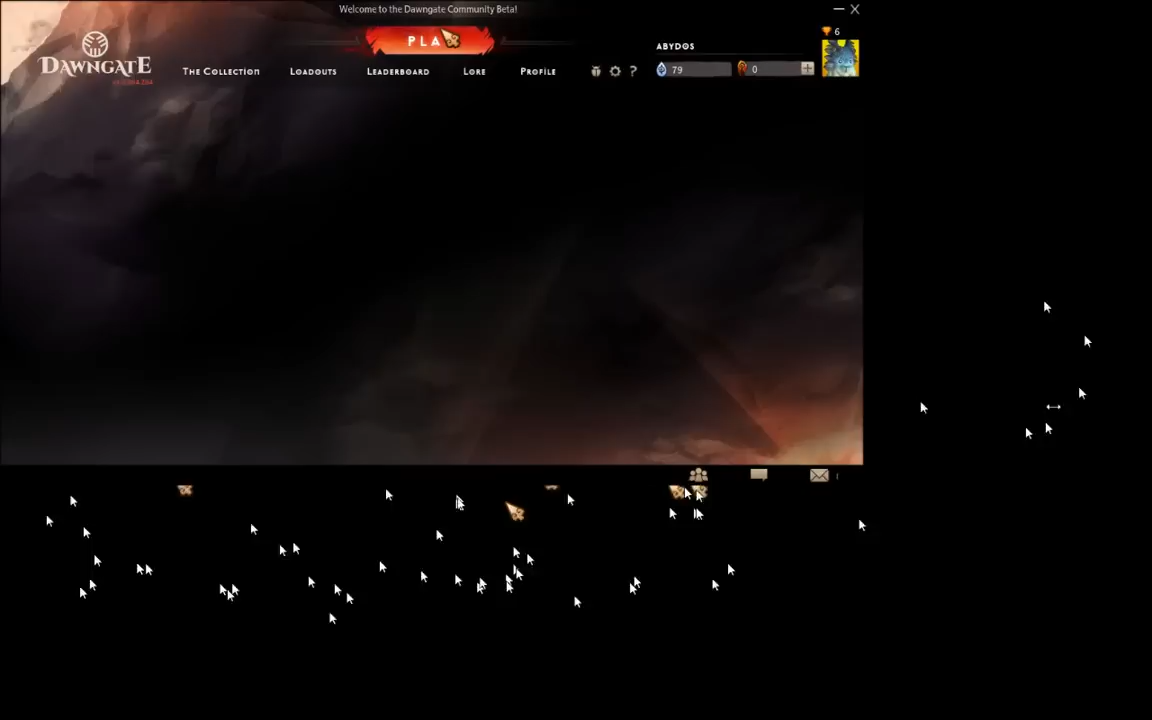 Welcome to the Dawngate Community Beta!
PLA
6
ABYDOS
DAWNGATE
The Collection
Loadouts
Leaderboard
Lore
Profile
?
79
0